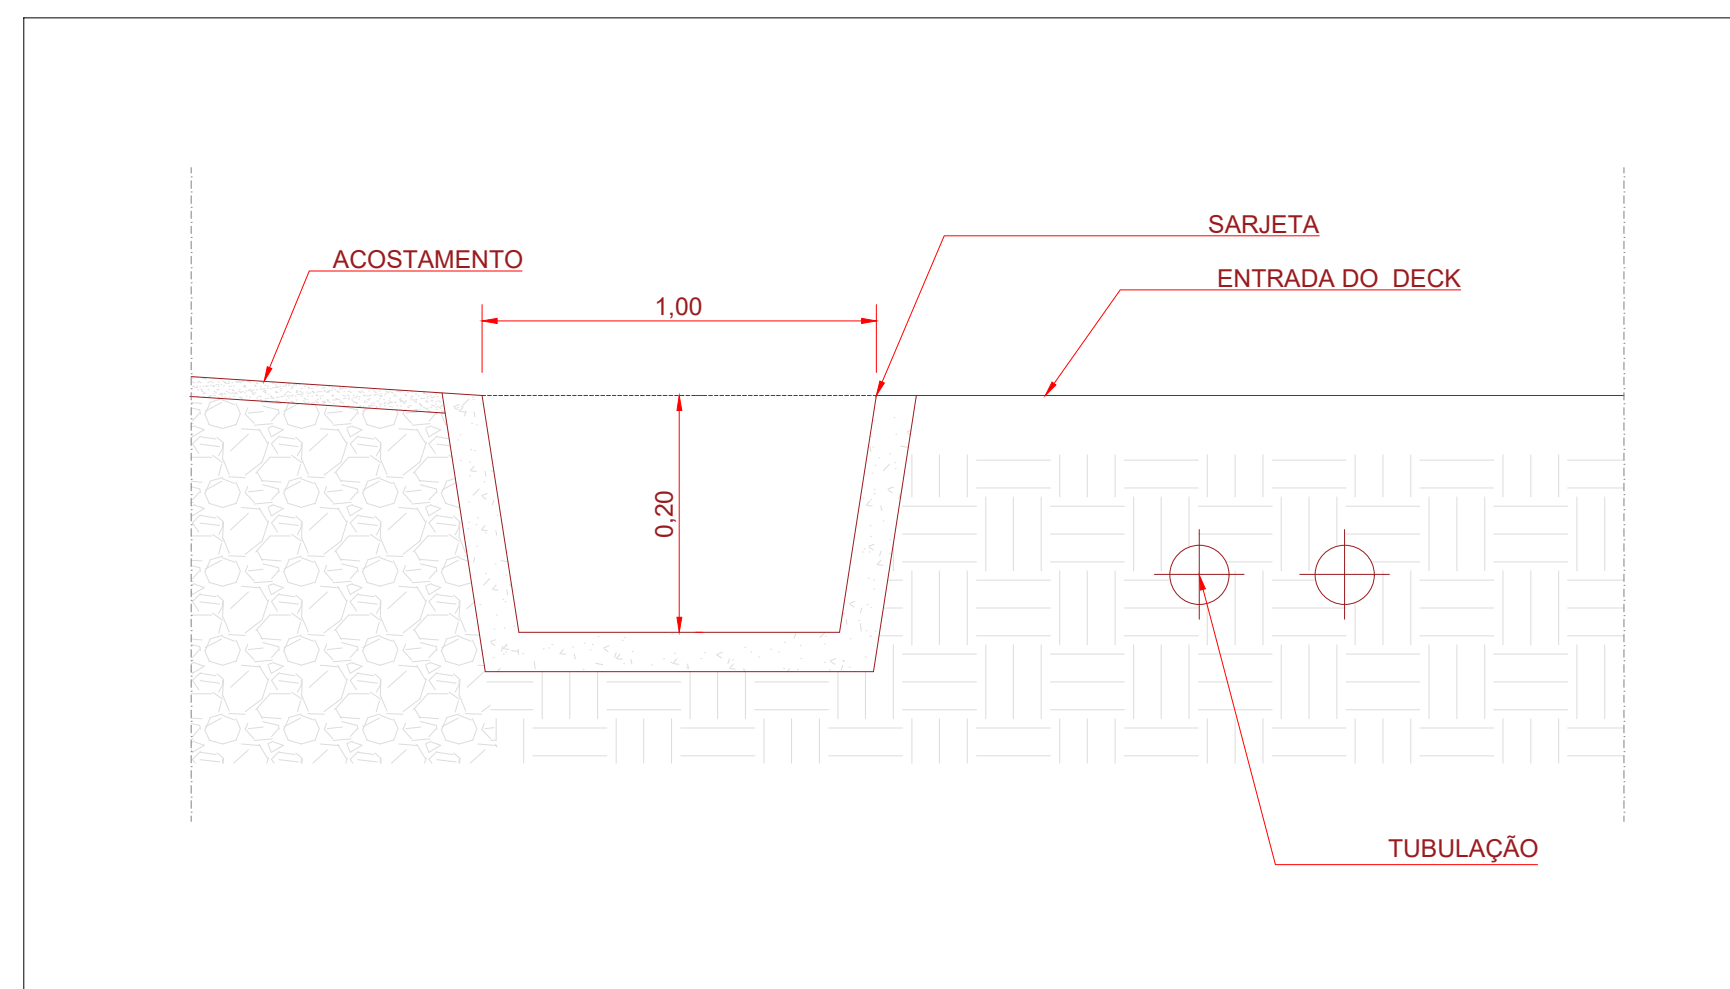 SARJETA
ACOSTAMENTO
ENTRADA DO  DECK
1,00
0,20
TUBULAÇÃO